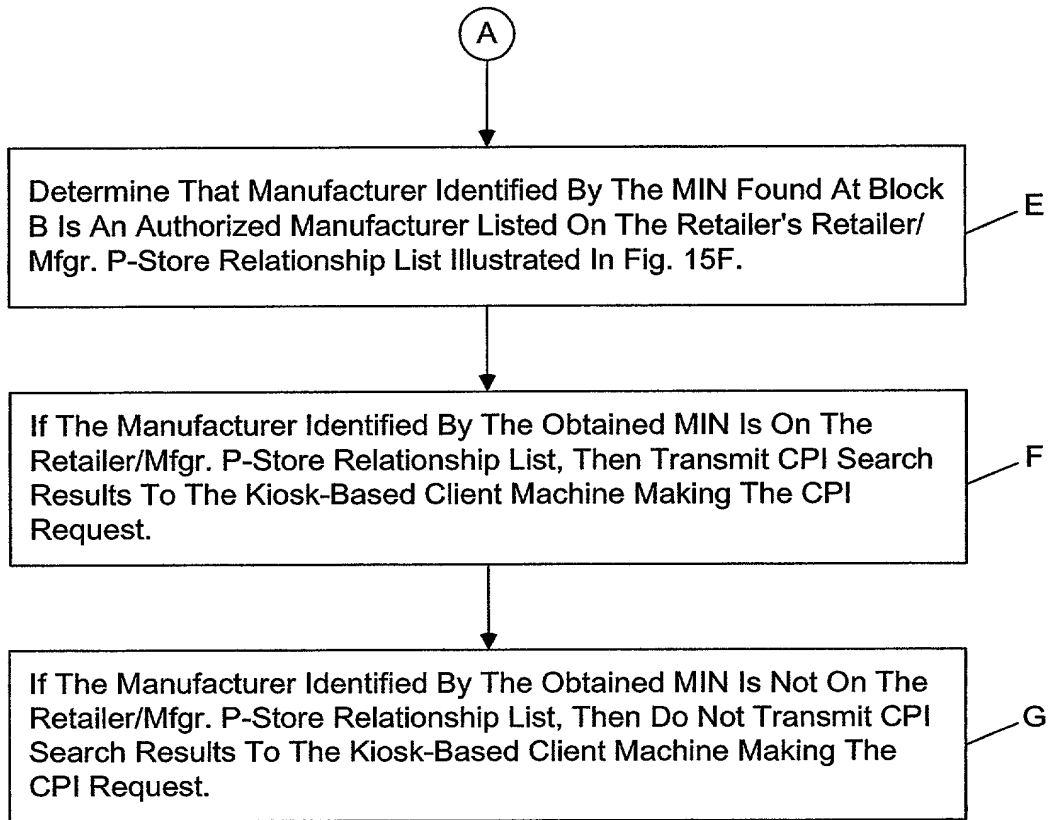 A
Determine That Manufacturer Identified By The MIN Found At Block
B Is An Authorized Manufacturer Listed On The Retailer's Retailer/
Mfgr. P-Store Relationship List Illustrated In Fig. 15F.
E
If The Manufacturer Identified By The Obtained MIN Is On The
Retailer/Mfgr. P-Store Relationship List, Then Transmit CPI Search
Results To The Kiosk-Based Client Machine Making The CPI
Request.
F
If The Manufacturer Identified By The Obtained MIN Is Not On The
Retailer/Mfgr. P-Store Relationship List, Then Do Not Transmit CPI
Search Results To The Kiosk-Based Client Machine Making The
CPI Request.
G